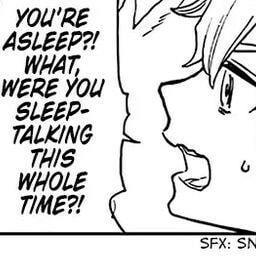 YOU'RE
ASLEEP?!
WHAT,
WERE YOU
SLEEP-
TALKING
THIS
WHOLE
TIME?!
SFX: SN